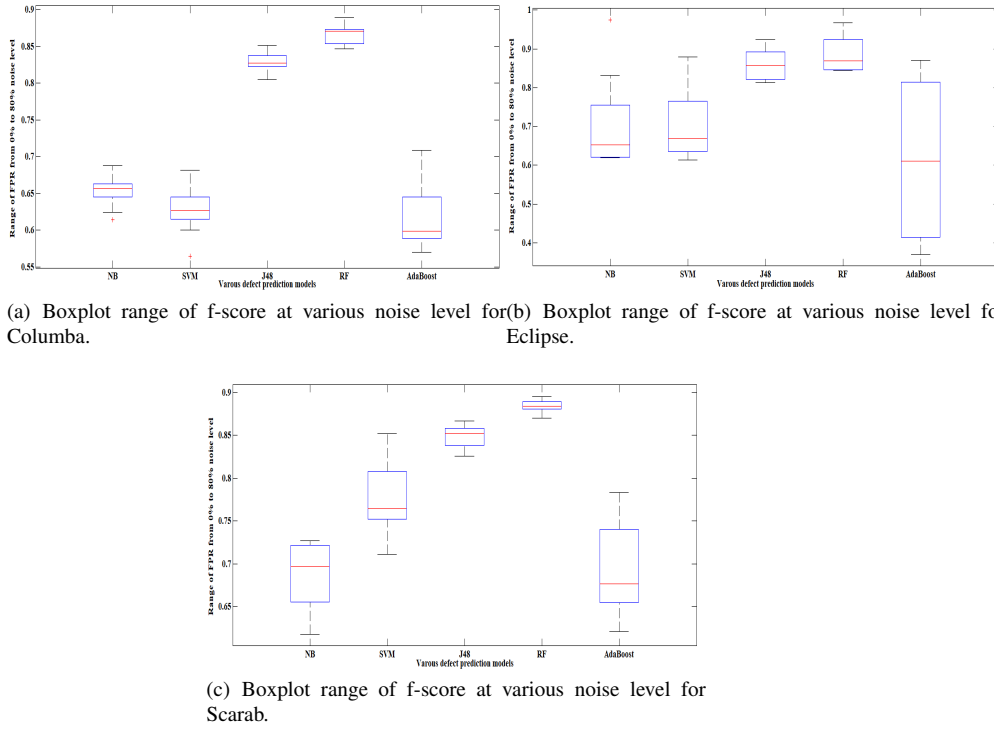 Range of FPR from 0% to 80% noise level
0.9
0.85
0.8
0.75
0.7
0.65
0.6
0.55
NB SVM J48 RF AdaBoost
Varous defect prediction models
(a) Boxplot range of f-score at various noise level for
Columba.
Range of FPR from 0% to 80% noise level
1
0.9
0.8
0.7
0.6
0.5
0.4
NB SVM J48 RF AdaBoost
Varous defect prediction models
(b) Boxplot range of f-score at various noise level fo
Eclipse.
Range of FPR from 0% to 80% noise level
0.9
0.85
0.8
0.75
0.7
0.65
NB SVM J48 RF AdaBoost
Varous defect prediction models
(c) Boxplot range of f-score at various noise level for
Scarab.